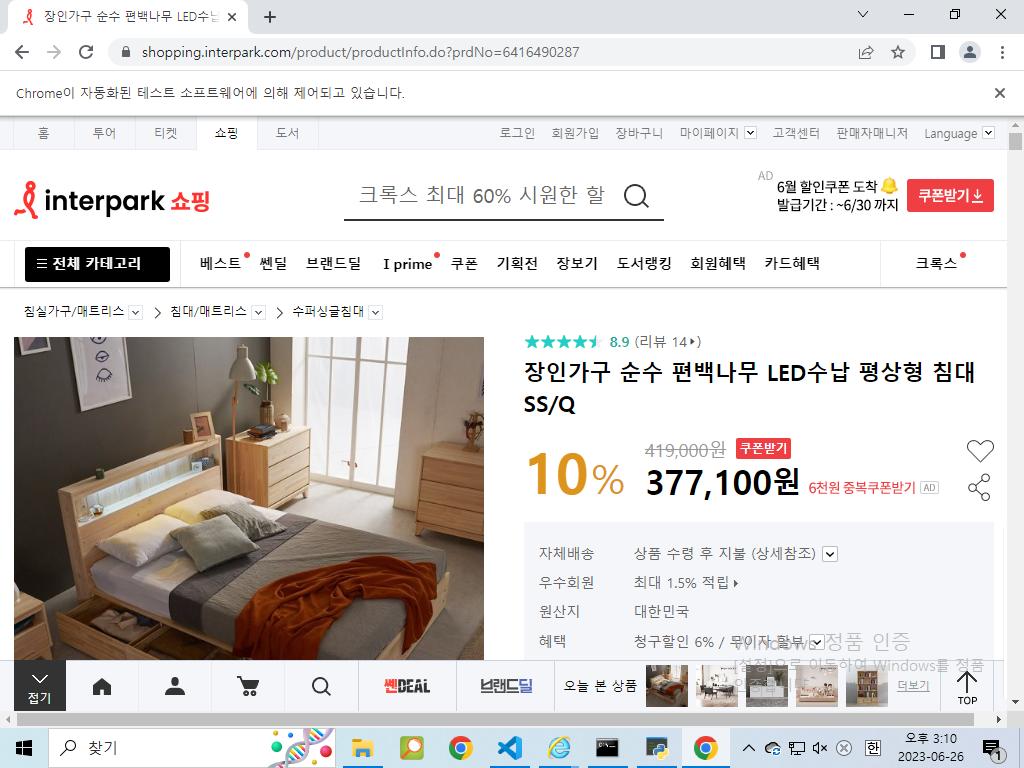 장인가구 순수 편백나무 LED수납
shopping.interpark.com/product/productInfo.do?prdNo=6416490287
Chrome이 자동화된 테스트 소프트웨어에 의해 제어되고 있습니다.
홈 투어 티켓 쇼핑 도서 로그인 회원가입 장바구니 마이페이지 고객센터 판매자매니저 Language
interpark 쇼핑
크록스 최대 60% 시원한 할
AD 6월 할인쿠폰 도착
발급기간 : ~6/30 까지
쿠폰받기
전체 카테고리 베스트 쎈딜 브랜드딜 I prime 쿠폰 기획전 장보기 도서랭킹 회원혜택 카드혜택 크록스
침실가구/매트리스 > 침대/매트리스 > 수퍼싱글침대
8.9 (리뷰 14)
장인가구 순수 편백나무 LED수납 평상형 침대
SS/Q
10%
419,000원 쿠폰받기
377,100원 6천원 중복쿠폰받기 AD
자체배송 상품 수령 후 지불 (상세참조)
우수회원 최대 1.5% 적립
원산지 대한민국
혜택 청구할인 6% / 무이자 할부
Windows 정품 인증
[설정]으로 이동하여 Windows를 정품
인증합니다.
접기
쎈DEAL
브랜드딜
오늘 본 상품
더보기
TOP
찾기
한
오후 3:10
2023-06-26
1